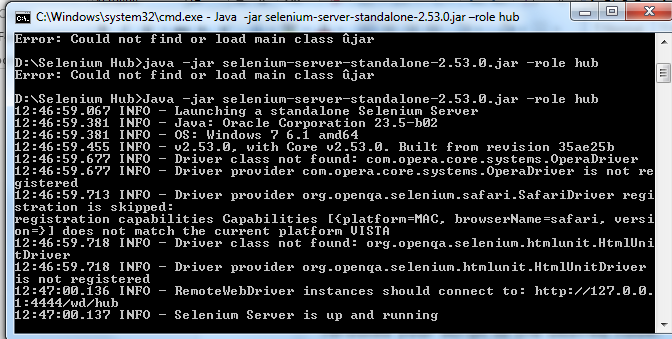 C:\Windows\system32\cmd.exe - Java -jar selenium-server-standalone-2.53.0.jar –role hub
Error: Could not find or load main class ûjar
D:\Selenium Hub>java –jar selenium-server-standalone-2.53.0.jar –role hub
Error: Could not find or load main class ûjar
D:\Selenium Hub>Java -jar selenium-server-standalone-2.53.0.jar –role hub
12:46:59.067 INFO - Launching a standalone Selenium Server
12:46:59.381 INFO - Java: Oracle Corporation 23.5-b02
12:46:59.381 INFO - OS: Windows 7 6.1 amd64
12:46:59.455 INFO - v2.53.0, with Core v2.53.0. Built from revision 35ae25b
12:46:59.677 INFO - Driver class not found: com.opera.core.systems.OperaDriver
12:46:59.677 INFO - Driver provider com.opera.core.systems.OperaDriver is not re
gistered
12:46:59.713 INFO - Driver provider org.openqa.selenium.safari.SafariDriver regi
stration is skipped:
registration capabilities Capabilities [{platform=MAC, browserName=safari, versi
on=}] does not match the current platform VISTA
12:46:59.718 INFO - Driver class not found: org.openqa.selenium.htmlunit.HtmlUni
tDriver
12:46:59.718 INFO - Driver provider org.openqa.selenium.htmlunit.HtmlUnitDriver
is not registered
12:47:00.136 INFO - RemoteWebDriver instances should connect to: http://127.0.0.
1:4444/wd/hub
12:47:00.137 INFO - Selenium Server is up and running